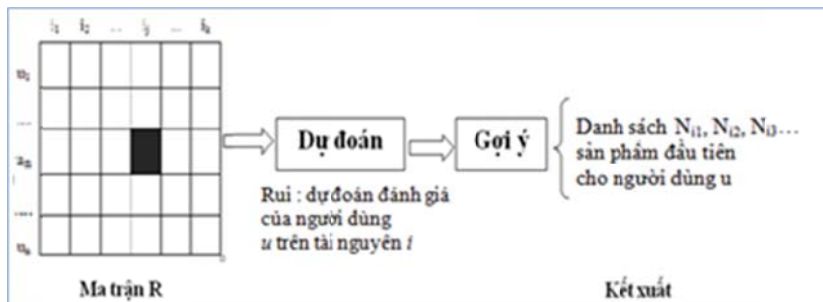 Dự đoán
Gợi ý
Danh sách Ni1, Ni2, Ni3…
sản phẩm đầu tiên
cho người dùng u
Rui : dự đoán đánh giá
của người dùng
u trên tài nguyên i
Ma trận R
Kết xuất